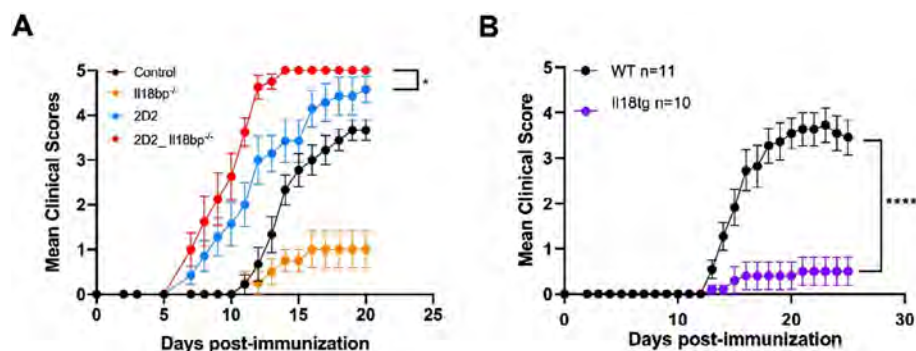 A
Mean Clinical Scores
5
4
3
2
1
0
Control
Il18bp-/-
2D2
2D2_ Il18bp-/-
*
0 5 10 15 20 25
Days post-immunization
B
Mean Clinical Score
5
4
3
2
1
0
WT n=11
Il18tg n=10
****
0 10 20 30
Days post-immunization